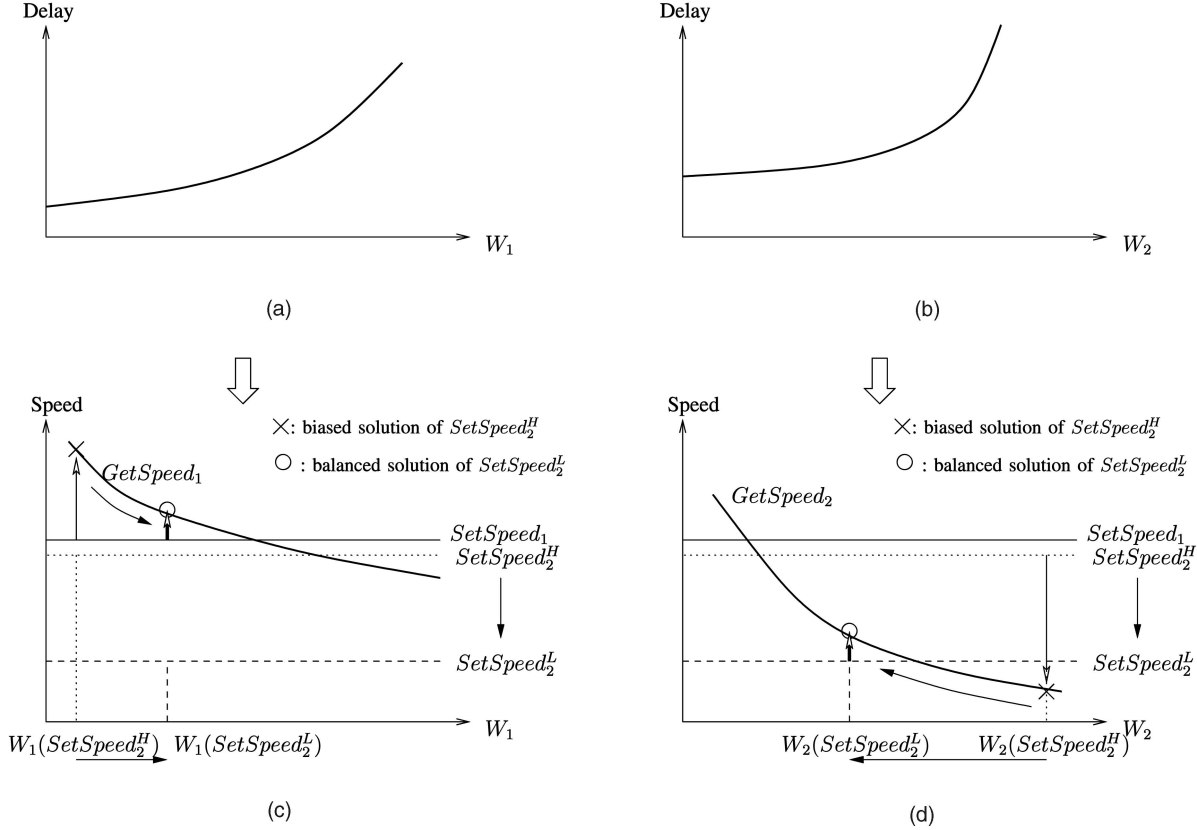 Delay
Delay
W₁
W₂
(a)
(b)
Speed
Speed
×: biased solution of SetSpeed₂ᴴ
×: biased solution of SetSpeed₂ᴴ
○ : balanced solution of SetSpeed₂ᴸ
○ : balanced solution of SetSpeed₂ᴸ
GetSpeed₁
GetSpeed₂
SetSpeed₁
SetSpeed₁
SetSpeed₂ᴴ
SetSpeed₂ᴴ
SetSpeed₂ᴸ
SetSpeed₂ᴸ
W₁
W₂
W₁(SetSpeed₂ᴴ) W₁(SetSpeed₂ᴸ)
W₂(SetSpeed₂ᴸ) W₂(SetSpeed₂ᴴ)
(c)
(d)